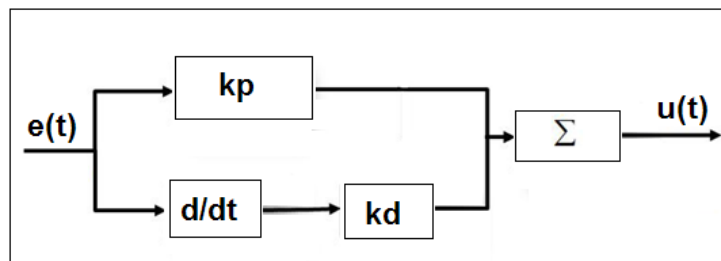 kp
e(t)
Σ
u(t)
d/dt
kd